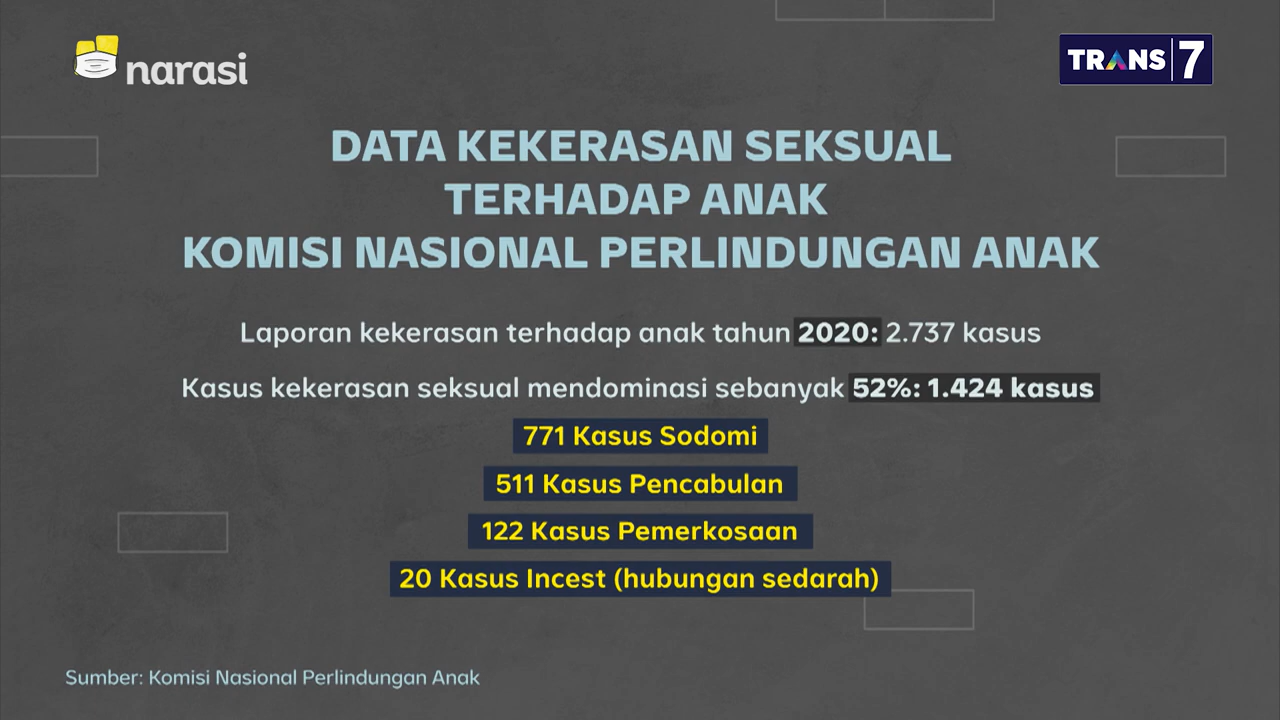 narasi
TRANS 7
DATA KEKERASAN SEKSUAL
TERHADAP ANAK
KOMISI NASIONAL PERLINDUNGAN ANAK
Laporan kekerasan terhadap anak tahun 2020: 2.737 kasus
Kasus kekerasan seksual mendominasi sebanyak 52%: 1.424 kasus
771 Kasus Sodomi
511 Kasus Pencabulan
122 Kasus Pemerkosaan
20 Kasus Incest (hubungan sedarah)
Sumber: Komisi Nasional Perlindungan Anak